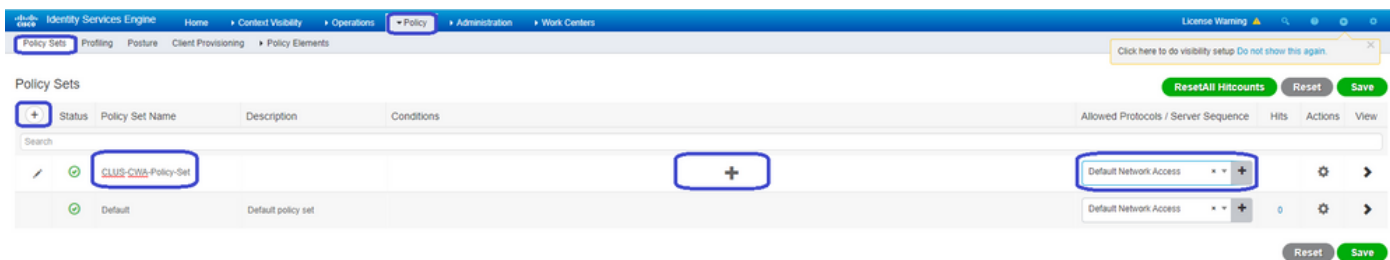 cisco Identity Services Engine Home Context Visibility Operations Policy Administration Work Centers License Warning
Policy Sets Profiling Posture Client Provisioning Policy Elements
Click here to do visibility setup Do not show this again.
Policy Sets
ResetAll Hitcounts Reset Save
+ Status Policy Set Name Description Conditions Allowed Protocols / Server Sequence Hits Actions View
Search
CLUS-CWA-Policy-Set + Default Network Access × +
Default Default policy set Default Network Access × + 0
Reset Save